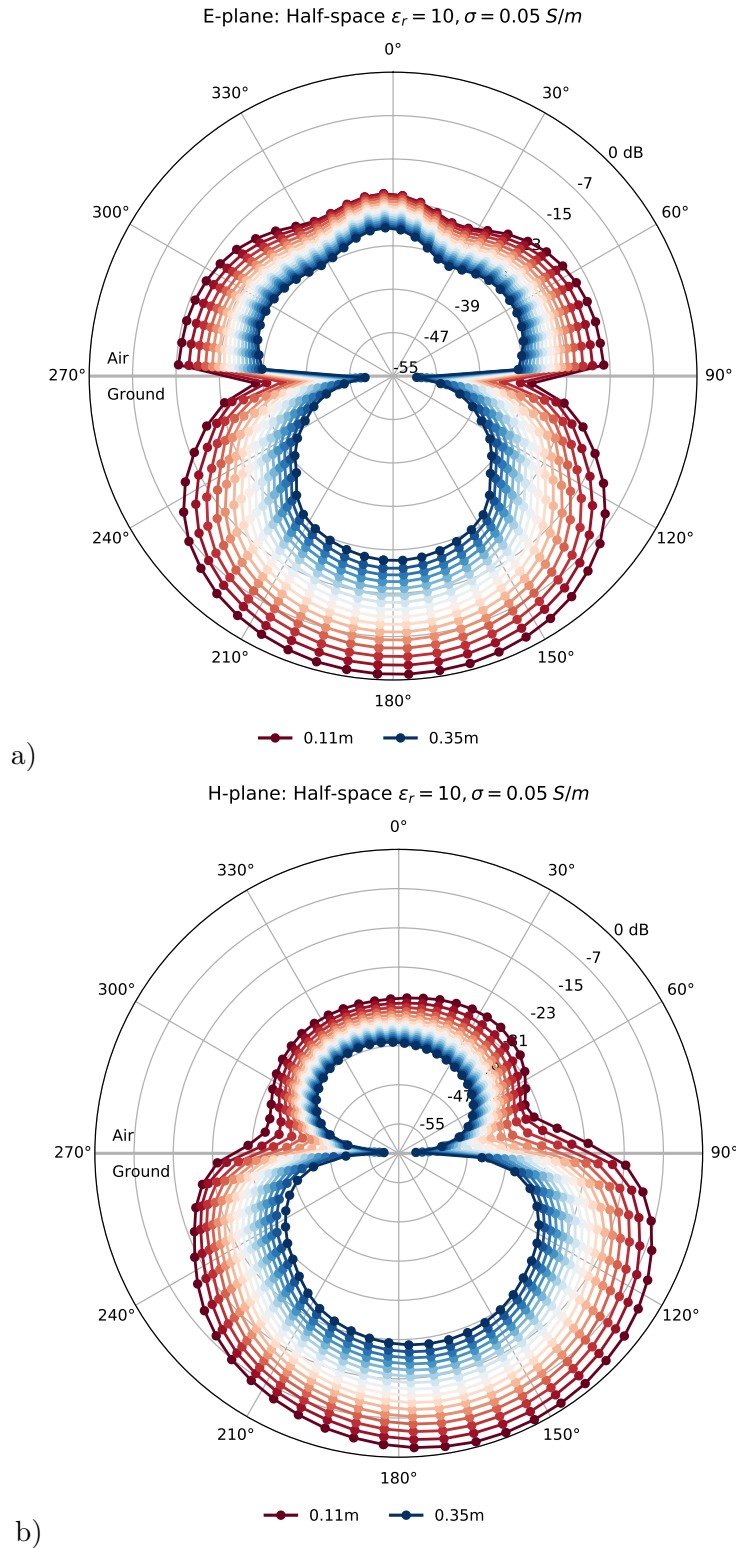 E-plane: Half-space εr = 10, σ = 0.05 S/m
0°
330°
30°
0 dB
-7
-15
300°
60°
-39
-47
Air
-55
270°
90°
Ground
240°
120°
210°
150°
180°
0.11m
0.35m
a)
H-plane: Half-space εr = 10, σ = 0.05 S/m
0°
330°
30°
0 dB
-7
-15
300°
60°
-23
-31
-47
-55
Air
270°
90°
Ground
240°
120°
210°
150°
180°
0.11m
0.35m
b)